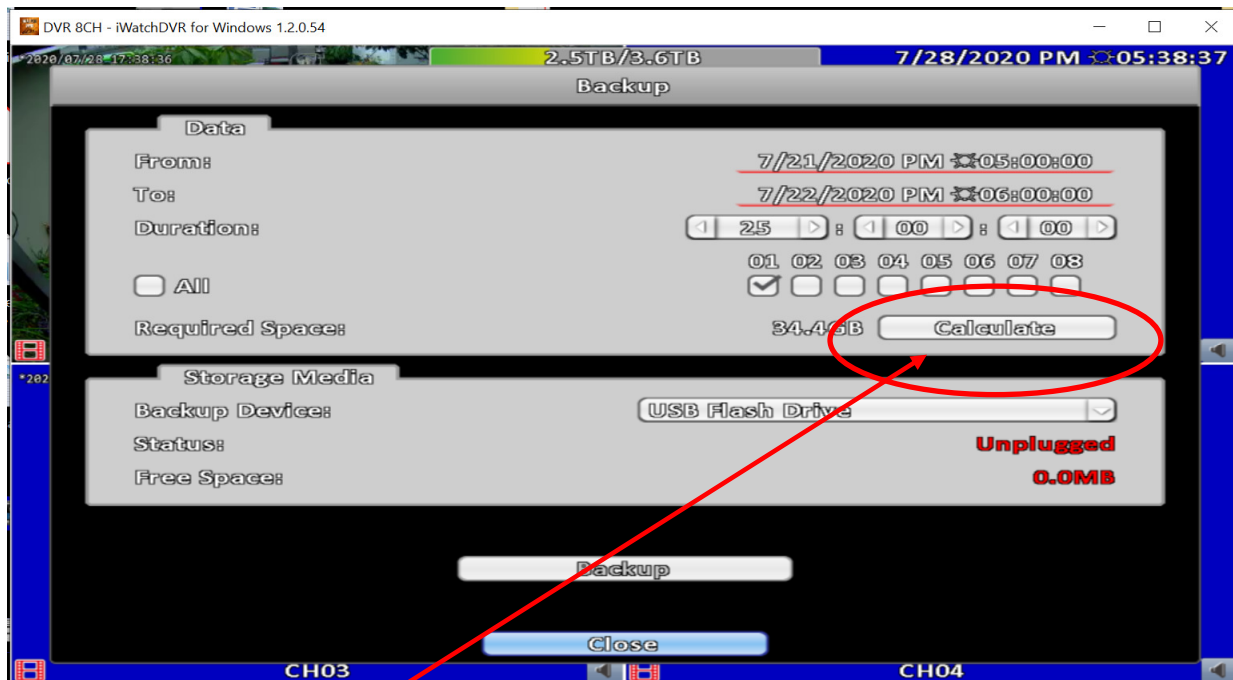 DVR 8CH - iWatchDVR for Windows 1.2.0.54
*2020/07/28 17:38:36 2.5TB/3.6TB 7/28/2020 PM 05:38:37
Backup
Data
From: 7/21/2020 PM 05:00:00
To: 7/22/2020 PM 06:00:00
Duration: 25 : 00 : 00
01 02 03 04 05 06 07 08
All
Required Space: 34.4GB Calculate
*202
Storage Media
Backup Device: USB Flash Drive
Status: Unplugged
Free Space: 0.0MB
Backup
Close
CH03 CH04